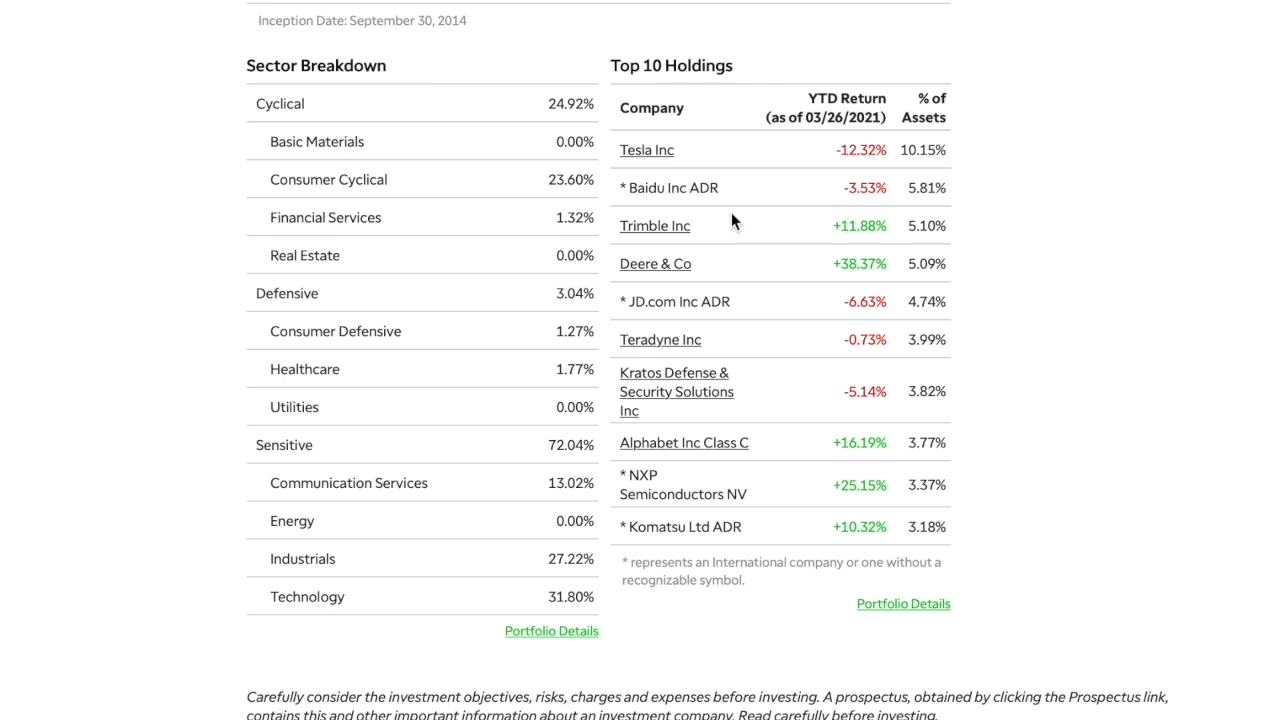 Inception Date: September 30, 2014
Sector Breakdown
Cyclical 24.92%
Basic Materials 0.00%
Consumer Cyclical 23.60%
Financial Services 1.32%
Real Estate 0.00%
Defensive 3.04%
Consumer Defensive 1.27%
Healthcare 1.77%
Utilities 0.00%
Sensitive 72.04%
Communication Services 13.02%
Energy 0.00%
Industrials 27.22%
Technology 31.80%
Portfolio Details
Top 10 Holdings
Company YTD Return (as of 03/26/2021) % of Assets
Tesla Inc -12.32% 10.15%
* Baidu Inc ADR -3.53% 5.81%
Trimble Inc +11.88% 5.10%
Deere & Co +38.37% 5.09%
* JD.com Inc ADR -6.63% 4.74%
Teradyne Inc -0.73% 3.99%
Kratos Defense &
Security Solutions -5.14% 3.82%
Inc
Alphabet Inc Class C +16.19% 3.77%
* NXP
Semiconductors NV +25.15% 3.37%
* Komatsu Ltd ADR +10.32% 3.18%
* represents an International company or one without a
recognizable symbol.
Portfolio Details
Carefully consider the investment objectives, risks, charges and expenses before investing. A prospectus, obtained by clicking the Prospectus link,
contains this and other important information about an investment company. Read carefully before investing.